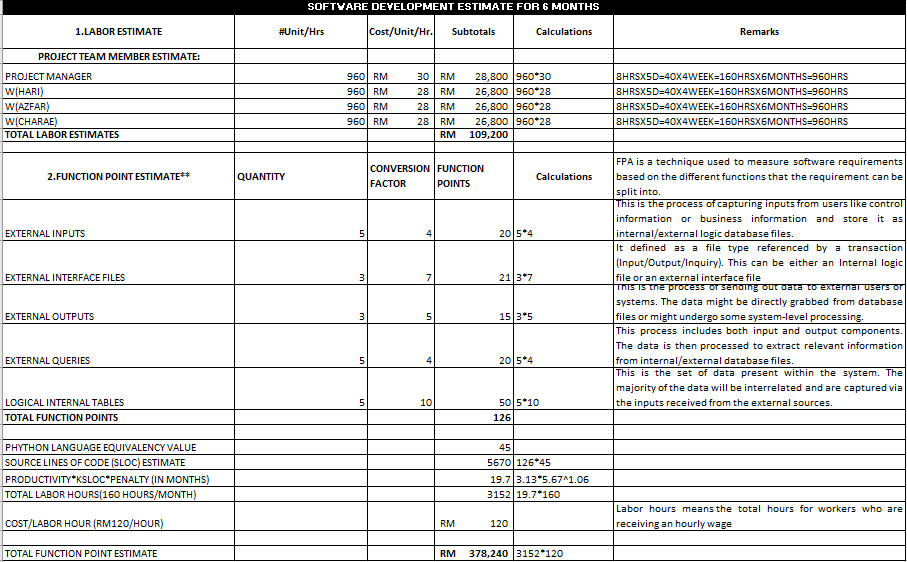 SOFTWARE DEVELOPMENT ESTIMATE FOR 6 MONTHS
1.LABOR ESTIMATE #Unit/Hrs Cost/Unit/Hr. Subtotals Calculations Remarks
PROJECT TEAM MEMBER ESTIMATE:
PROJECT MANAGER 960 RM 30 RM 28,800 960*30 8HRSX5D=40X4WEEK=160HRSX6MONTHS=960HRS
W(HARI) 960 RM 28 RM 26,800 960*28 8HRSX5D=40X4WEEK=160HRSX6MONTHS=960HRS
W(AZFAR) 960 RM 28 RM 26,800 960*28 8HRSX5D=40X4WEEK=160HRSX6MONTHS=960HRS
W(CHARAE) 960 RM 28 RM 26,800 960*28 8HRSX5D=40X4WEEK=160HRSX6MONTHS=960HRS
TOTAL LABOR ESTIMATES RM 109,200
2.FUNCTION POINT ESTIMATE** QUANTITY CONVERSION FACTOR FUNCTION POINTS Calculations
FPA is a technique used to measure software requirements
based on the different functions that the requirement can be
split into.
EXTERNAL INPUTS 5 4 20 5*4
This is the process of capturing inputs from users like control
information or business information and store it as
internal/external logic database files.
EXTERNAL INTERFACE FILES 3 7 21 3*7
It defined as a file type referenced by a transaction
(Input/Output/Inquiry). This can be either an Internal logic
file or an external interface file
EXTERNAL OUTPUTS 3 5 15 3*5
This is the process of sending out data to external users or
systems. The data might be directly grabbed from database
files or might undergo some system-level processing.
EXTERNAL QUERIES 5 4 20 5*4
This process includes both input and output components.
The data is then processed to extract relevant information
from internal/external database files.
LOGICAL INTERNAL TABLES 5 10 50 5*10
This is the set of data present within the system. The
majority of the data will be interrelated and are captured via
the inputs received from the external sources.
TOTAL FUNCTION POINTS 126
PHYTHON LANGUAGE EQUIVALENCY VALUE 45
SOURCE LINES OF CODE (SLOC) ESTIMATE 5670 126*45
PRODUCTIVITY*KSLOC*PENALTY (IN MONTHS) 19.7 3.13*5.67^1.06
TOTAL LABOR HOURS(160 HOURS/MONTH) 3152 19.7*160
COST/LABOR HOUR (RM120/HOUR) RM 120
Labor hours means the total hours for workers who are
receiving an hourly wage
TOTAL FUNCTION POINT ESTIMATE RM 378,240 3152*120